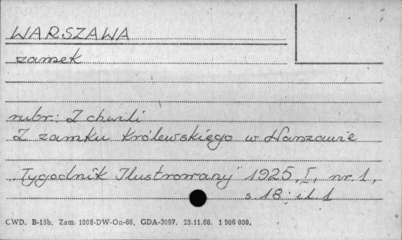 WARSZAWA
zamek
rubr.: Z chwili
Z zamku Królewskiego w Warszawie
"Tygodnik Ilustrowany" 1925, I, nr. 1,
s. 18; il. 1
CWD. B-15b. Zam. 1308-DW-On-66. GDA-3097. 23.11.66. 1 906 000.